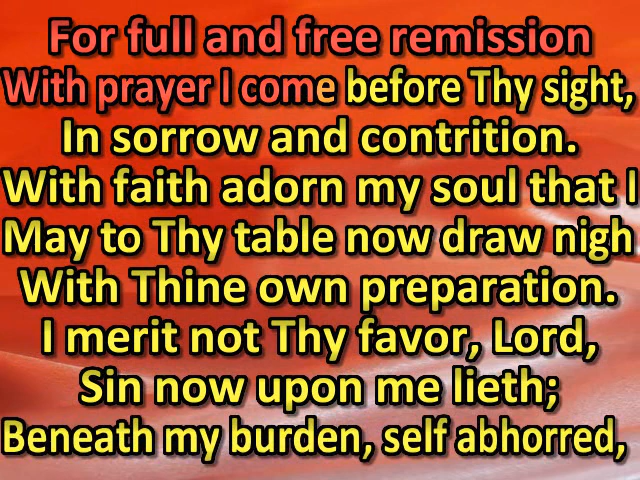 For full and free remission
With prayer I come before Thy sight,
In sorrow and contrition.
With faith adorn my soul that I
May to Thy table now draw nigh
With Thine own preparation.
I merit not Thy favor, Lord,
Sin now upon me lieth;
Beneath my burden, self abhorred,